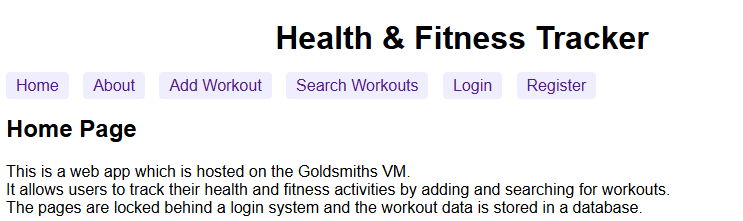 Health & Fitness Tracker
Home About Add Workout Search Workouts Login Register
Home Page
This is a web app which is hosted on the Goldsmiths VM.
It allows users to track their health and fitness activities by adding and searching for workouts.
The pages are locked behind a login system and the workout data is stored in a database.